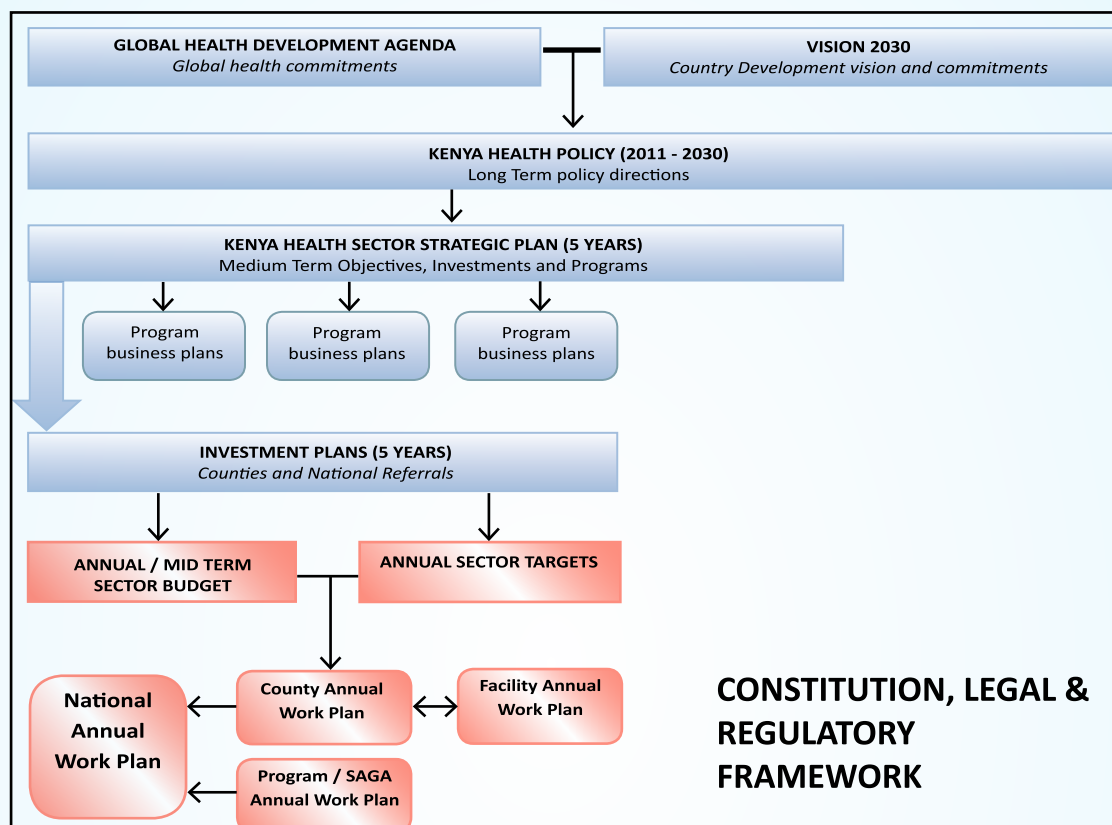 GLOBAL HEALTH DEVELOPMENT AGENDA
Global health commitments
VISION 2030
Country Development vision and commitments
KENYA HEALTH POLICY (2011 - 2030)
Long Term policy directions
KENYA HEALTH SECTOR STRATEGIC PLAN (5 YEARS)
Medium Term Objectives, Investments and Programs
Program
business plans
Program
business plans
Program
business plans
INVESTMENT PLANS (5 YEARS)
Counties and National Referrals
ANNUAL / MID TERM
SECTOR BUDGET
ANNUAL SECTOR TARGETS
National
Annual
Work Plan
County Annual
Work Plan
Facility Annual
Work Plan
Program / SAGA
Annual Work Plan
CONSTITUTION, LEGAL &
REGULATORY
FRAMEWORK